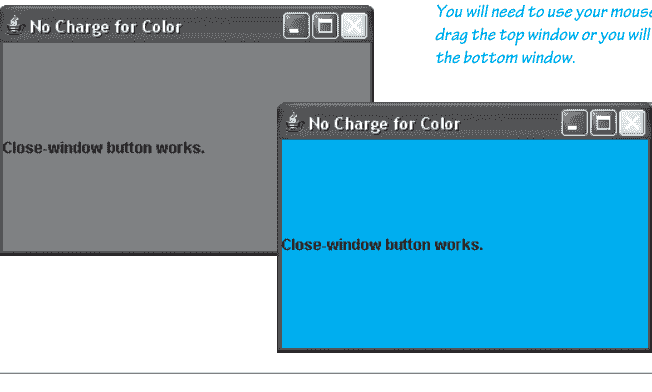 No Charge for Color
You will need to use your mouse
drag the top window or you will
the bottom window.
Close-window button works.
No Charge for Color
Close-window button works.